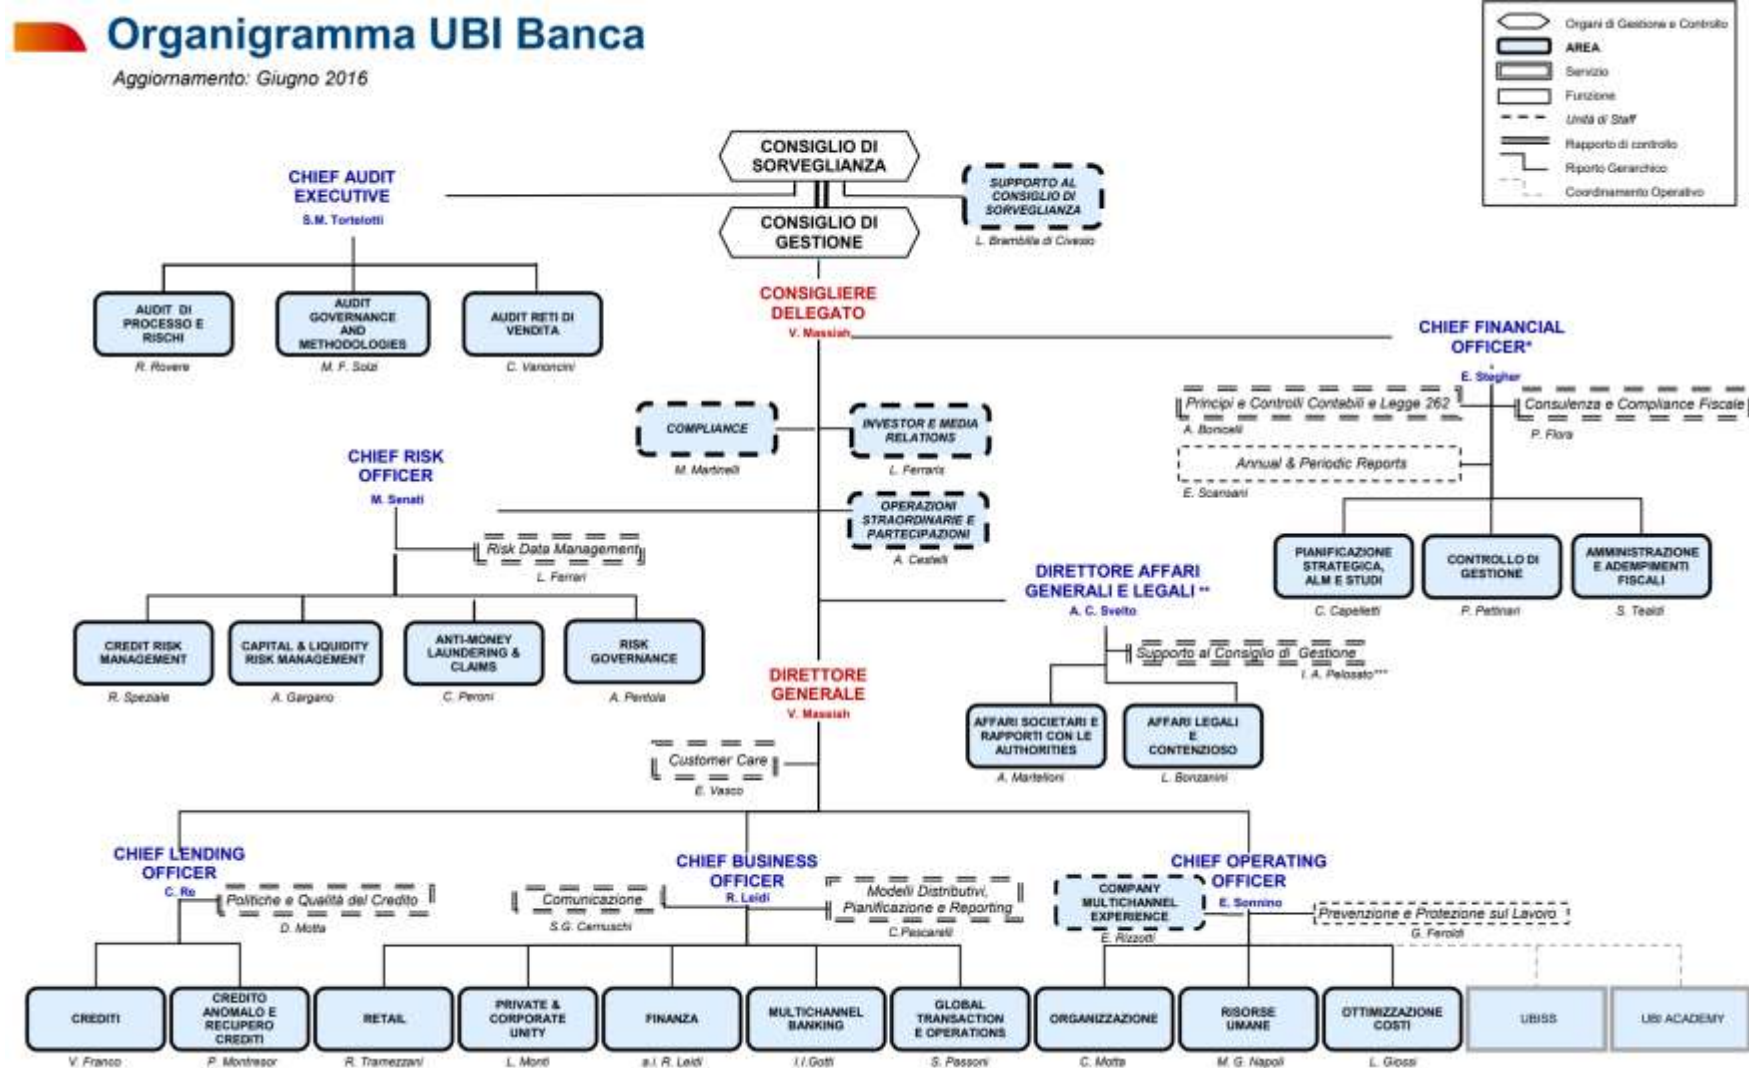 Organigramma UBI Banca
Aggiornamento: Giugno 2016
Organi di Gestione e Controllo
AREA
Servizio
Funzione
Unità di Staff
Rapporto di controllo
Riporto Gerarchico
Coordinamento Operativo
CONSIGLIO DI
SORVEGLIANZA
SUPPORTO AL
CONSIGLIO DI
SORVEGLIANZA
L. Brambilla di Civesio
CONSIGLIO DI
GESTIONE
CHIEF AUDIT
EXECUTIVE
S.M. Tortelotti
AUDIT DI
PROCESSO E
RISCHI
R. Rovere
AUDIT
GOVERNANCE
AND
METHODOLOGIES
M. F. Solzi
AUDIT RETI DI
VENDITA
C. Vanoncini
CONSIGLIERE
DELEGATO
V. Massiah
CHIEF FINANCIAL
OFFICER*
E. Stegher
Principi e Controlli Contabili e Legge 262
A. Bonicelli
Consulenza e Compliance Fiscale
P. Flora
Annual & Periodic Reports
E. Scansani
PIANIFICAZIONE
STRATEGICA,
ALM E STUDI
C. Capelletti
CONTROLLO DI
GESTIONE
P. Pettinari
AMMINISTRAZIONE
E ADEMPIMENTI
FISCALI
S. Tealdi
COMPLIANCE
M. Martinelli
INVESTOR E MEDIA
RELATIONS
L. Ferraris
OPERAZIONI
STRAORDINARIE E
PARTECIPAZIONI
A. Cestelli
CHIEF RISK
OFFICER
M. Senati
Risk Data Management
L. Ferrari
CREDIT RISK
MANAGEMENT
R. Speziale
CAPITAL & LIQUIDITY
RISK MANAGEMENT
A. Gargano
ANTI-MONEY
LAUNDERING &
CLAIMS
C. Peroni
RISK
GOVERNANCE
A. Pentola
DIRETTORE AFFARI
GENERALI E LEGALI **
A. C. Svelto
Supporto al Consiglio di Gestione
I. A. Pelosato***
AFFARI SOCIETARI E
RAPPORTI CON LE
AUTHORITIES
A. Martelloni
AFFARI LEGALI
E
CONTENZIOSO
L. Bonzanini
DIRETTORE
GENERALE
V. Massiah
Customer Care
E. Vasco
CHIEF LENDING
OFFICER
C. Re
Politiche e Qualità del Credito
D. Motta
CREDITI
V. Franco
CREDITO
ANOMALO E
RECUPERO
CREDITI
P. Montresor
CHIEF BUSINESS
OFFICER
R. Leidi
Comunicazione
S.G. Cernuschi
Modelli Distributivi,
Pianificazione e Reporting
C.Pescarelli
RETAIL
R. Tramezzani
PRIVATE &
CORPORATE
UNITY
L. Monti
FINANZA
a.i. R. Leidi
MULTICHANNEL
BANKING
I.I.Gotti
GLOBAL
TRANSACTION
E OPERATIONS
S. Passoni
CHIEF OPERATING
OFFICER
E. Sonnino
COMPANY
MULTICHANNEL
EXPERIENCE
E. Rizzotti
Prevenzione e Protezione sul Lavoro
G. Feroldi
ORGANIZZAZIONE
C. Motta
RISORSE
UMANE
M. G. Napoli
OTTIMIZZAZIONE
COSTI
L. Giossi
UBISS
UBI ACADEMY